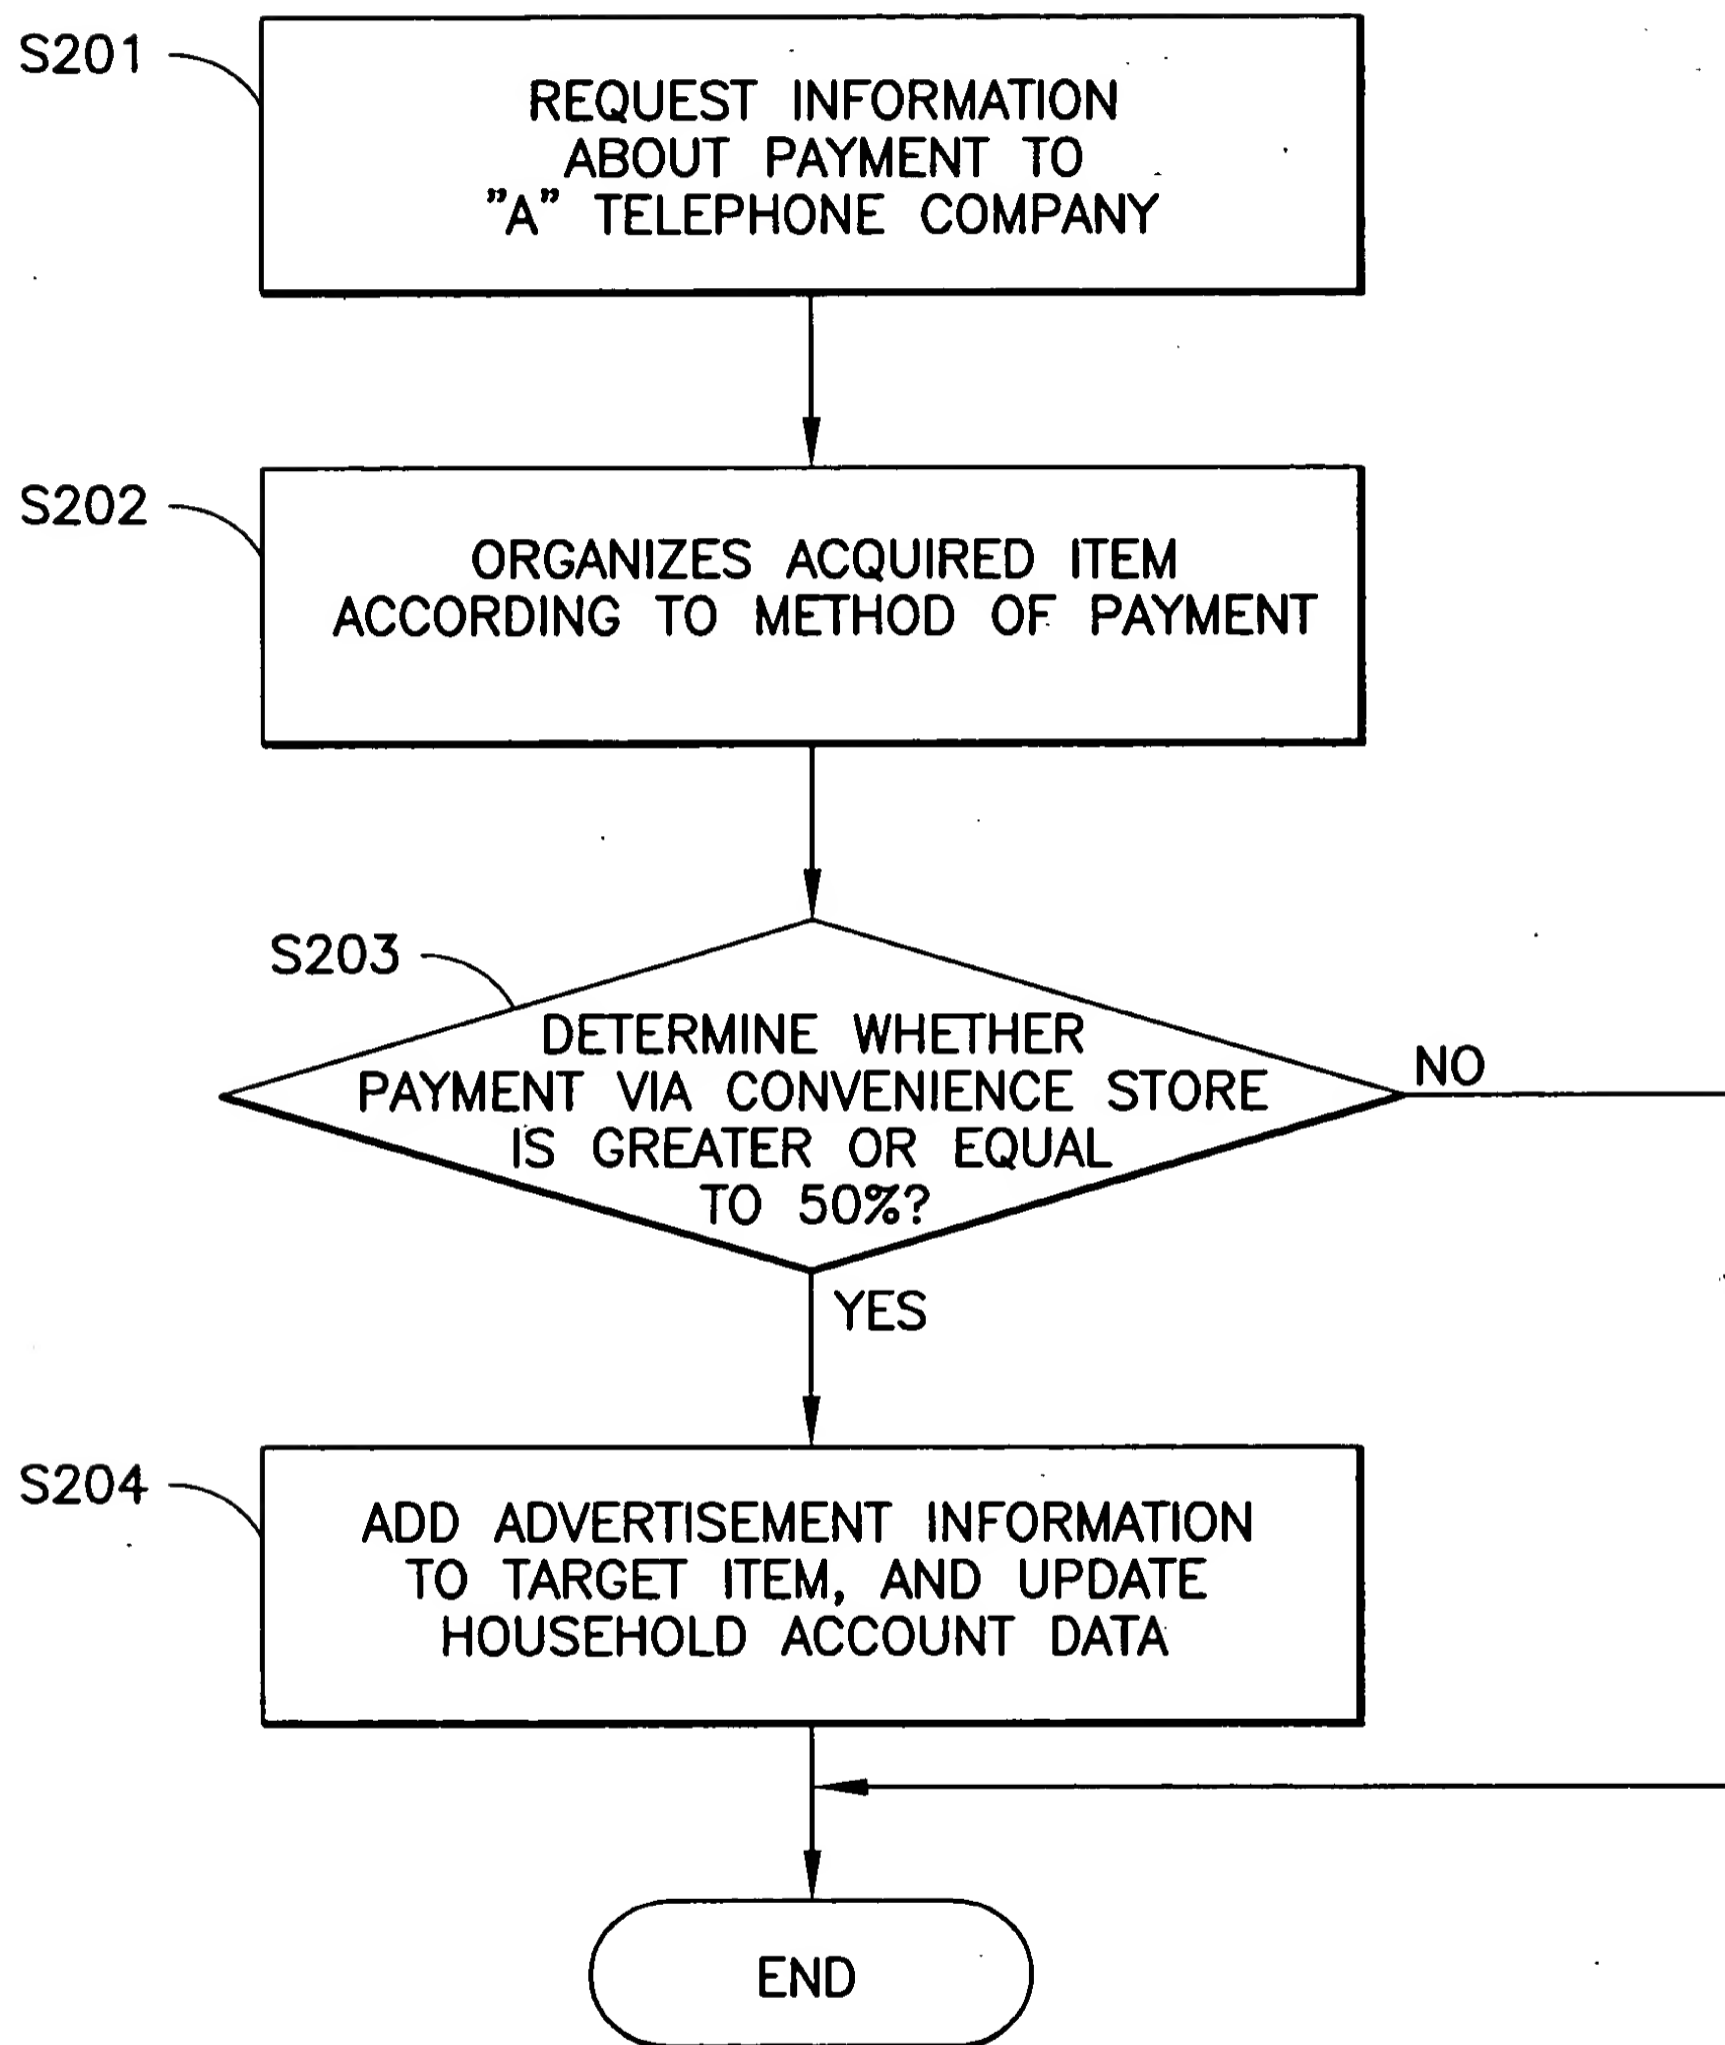 S201
REQUEST INFORMATION
ABOUT PAYMENT TO
"A" TELEPHONE COMPANY
S202
ORGANIZES ACQUIRED ITEM
ACCORDING TO METHOD OF PAYMENT
S203
DETERMINE WHETHER
PAYMENT VIA CONVENIENCE STORE
IS GREATER OR EQUAL
TO 50%?
NO
YES
S204
ADD ADVERTISEMENT INFORMATION
TO TARGET ITEM, AND UPDATE
HOUSEHOLD ACCOUNT DATA
END